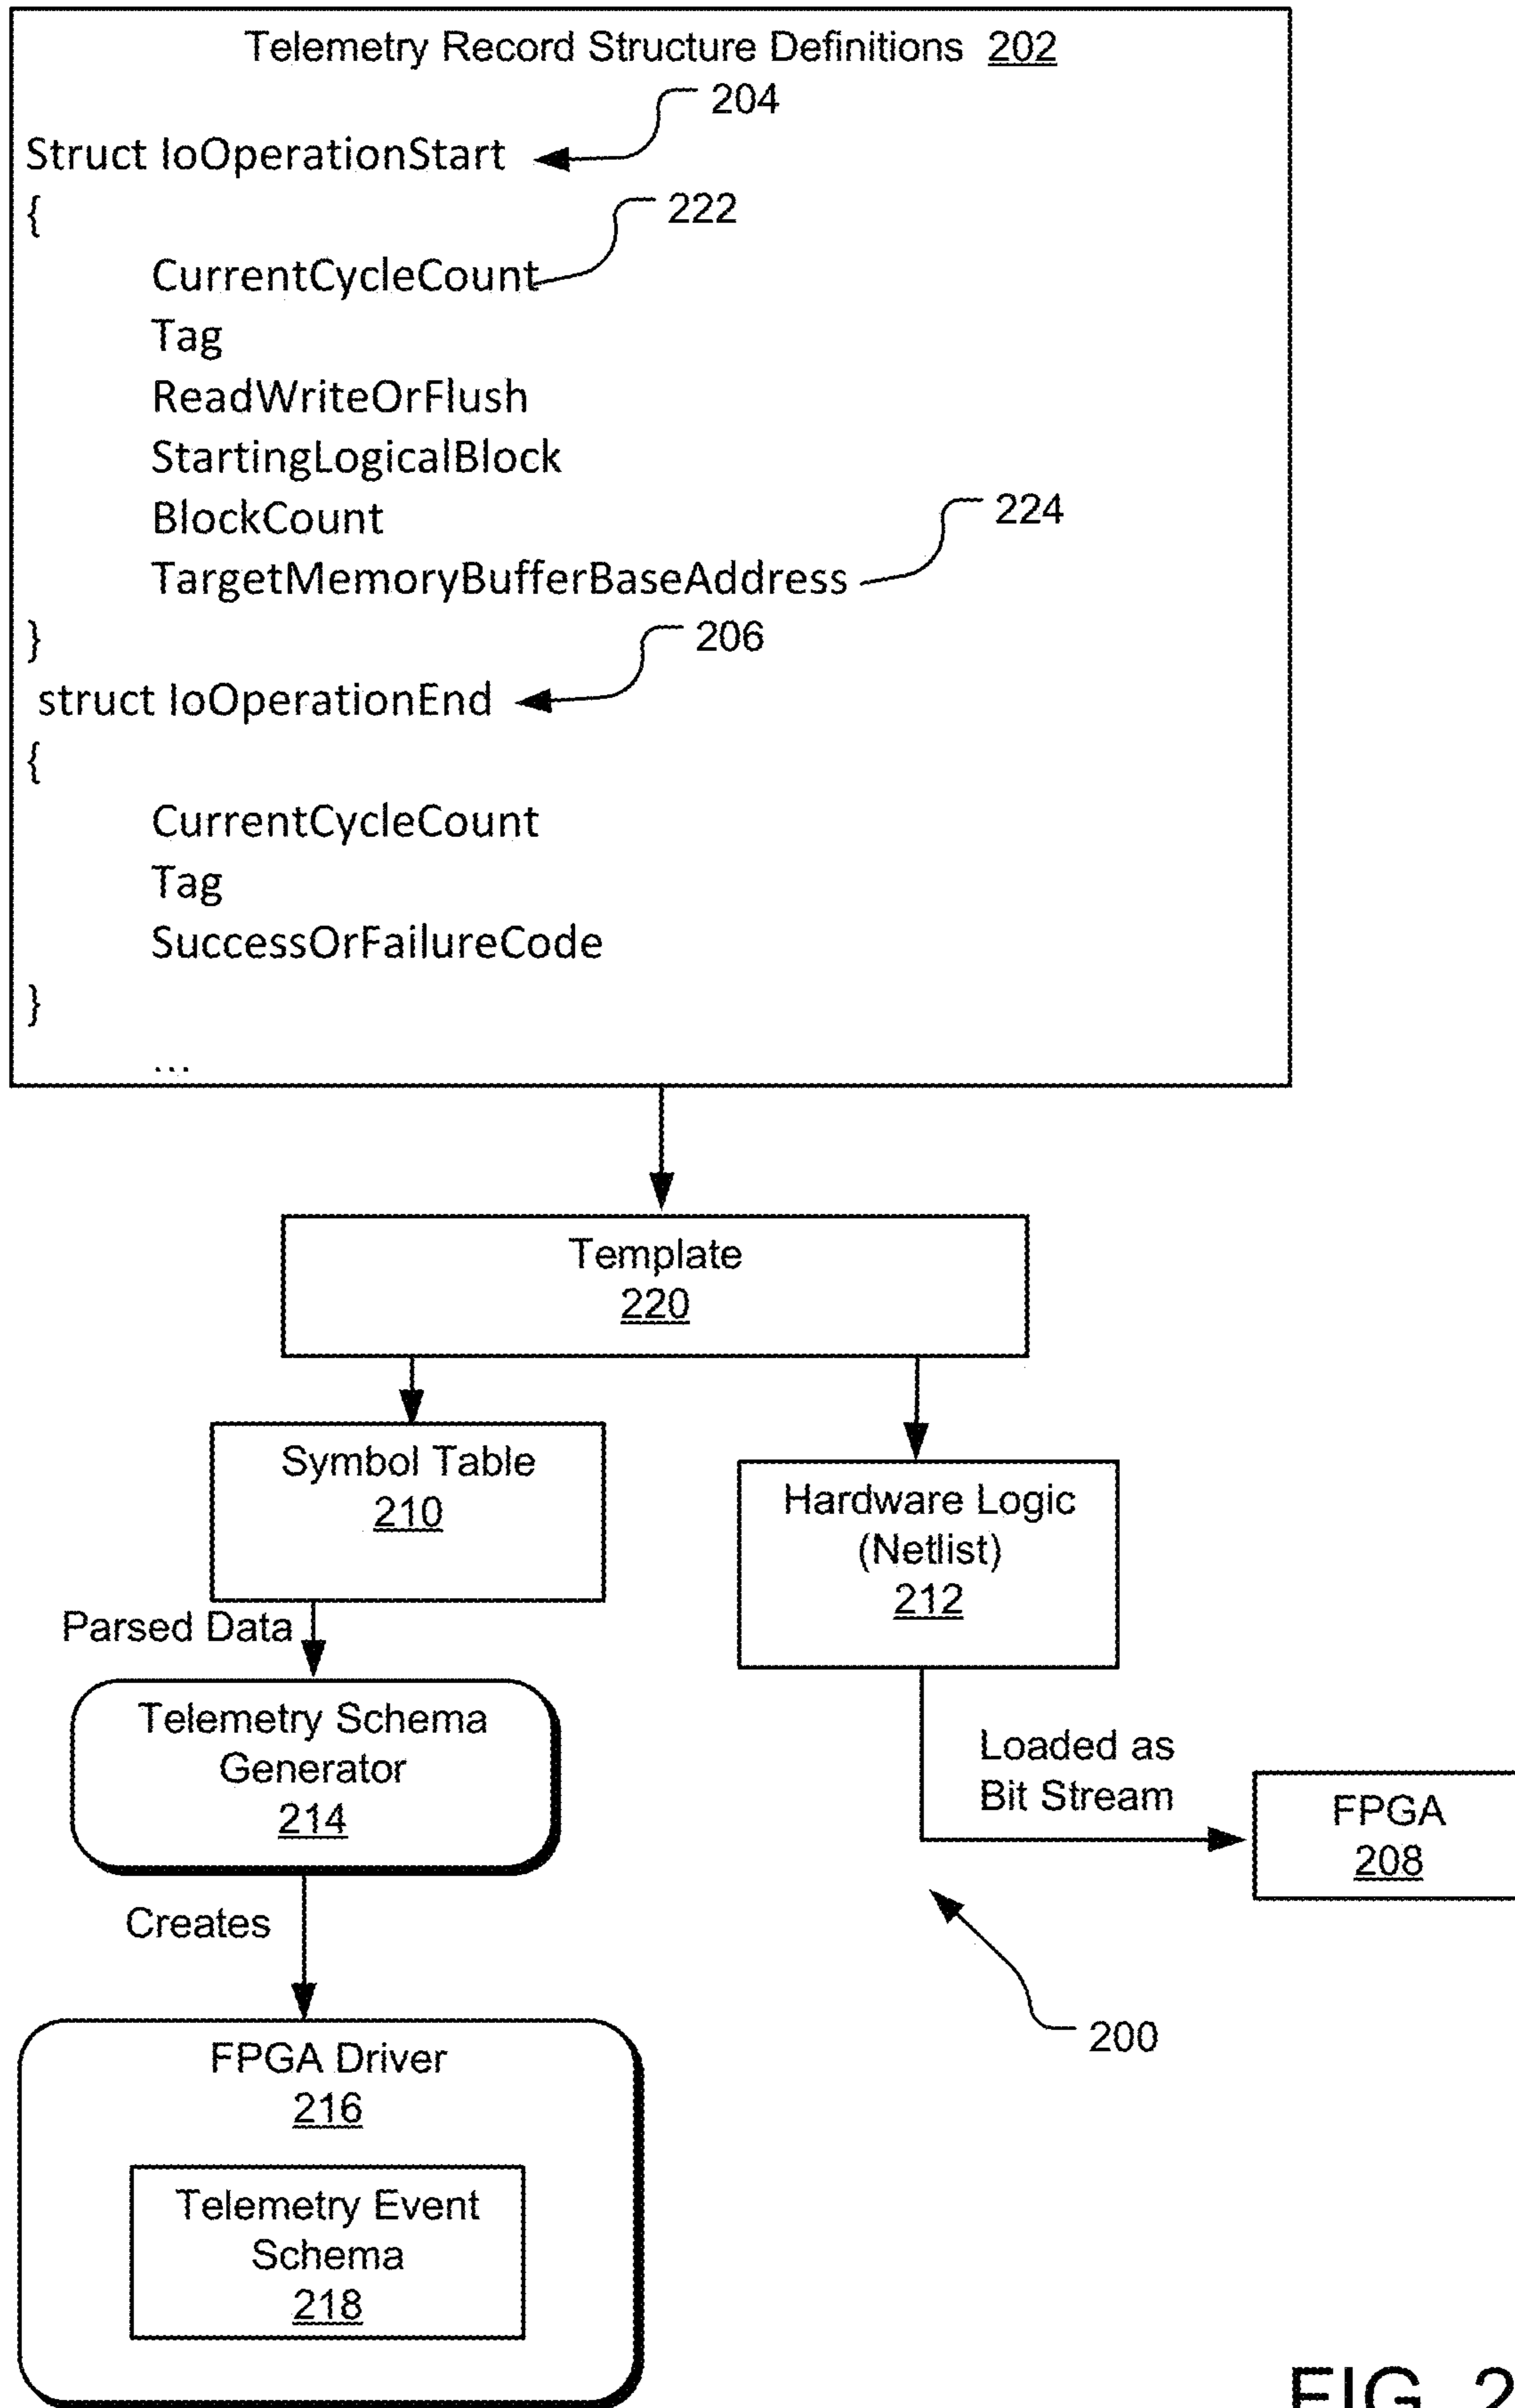 Telemetry Record Structure Definitions 202
204
Struct IoOperationStart
{
222
CurrentCycleCount
Tag
ReadWriteOrFlush
StartingLogicalBlock
BlockCount
224
TargetMemoryBufferBaseAddress
}
206
struct IoOperationEnd
{
CurrentCycleCount
Tag
SuccessOrFailureCode
}
...
Template
220
Symbol Table
210
Hardware Logic
(Netlist)
212
Parsed Data
Telemetry Schema
Generator
214
Loaded as
Bit Stream
FPGA
208
Creates
200
FPGA Driver
216
Telemetry Event
Schema
218
FIG. 2